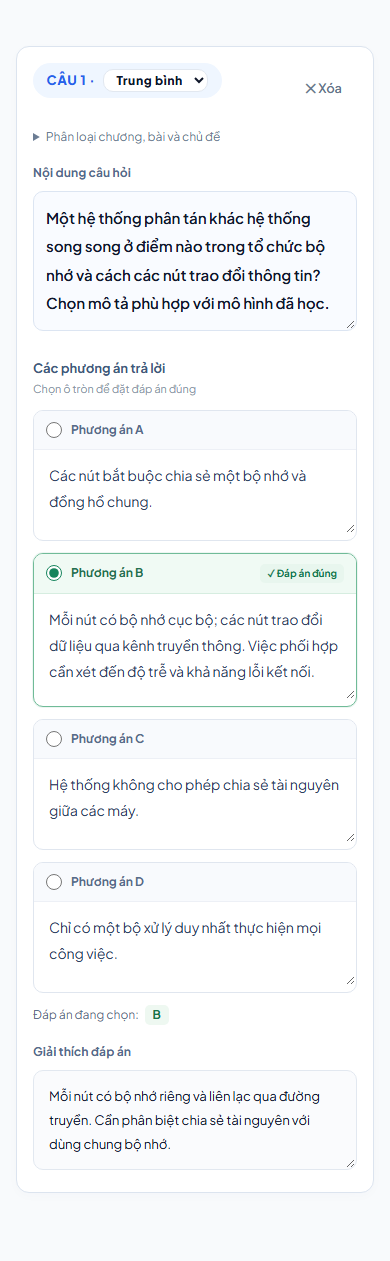 CÂU 1 · Trung bình
Xóa
Phân loại chương, bài và chủ đề
Nội dung câu hỏi
Một hệ thống phân tán khác hệ thống
song song ở điểm nào trong tổ chức bộ
nhớ và cách các nút trao đổi thông tin?
Chọn mô tả phù hợp với mô hình đã học.
Các phương án trả lời
Chọn ô tròn để đặt đáp án đúng
Phương án A
Các nút bắt buộc chia sẻ một bộ nhớ và
đồng hồ chung.
Phương án B
✓ Đáp án đúng
Mỗi nút có bộ nhớ cục bộ; các nút trao đổi
dữ liệu qua kênh truyền thông. Việc phối hợp
cần xét đến độ trễ và khả năng lỗi kết nối.
Phương án C
Hệ thống không cho phép chia sẻ tài nguyên
giữa các máy.
Phương án D
Chỉ có một bộ xử lý duy nhất thực hiện mọi
công việc.
Đáp án đang chọn: B
Giải thích đáp án
Mỗi nút có bộ nhớ riêng và liên lạc qua đường
truyền. Cần phân biệt chia sẻ tài nguyên với
dùng chung bộ nhớ.